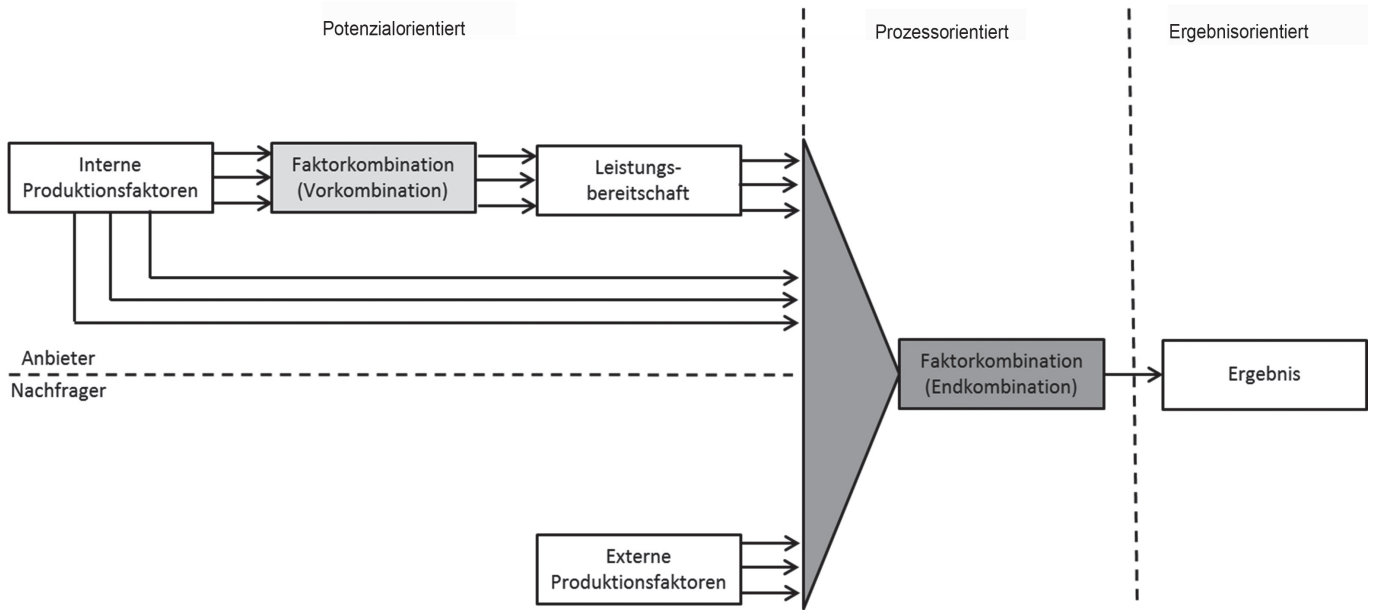 Potenzialorientiert
Prozessorientiert
Ergebnisorientiert
Interne
Produktionsfaktoren
Faktorkombination
(Vorkombination)
Leistungs-
bereitschaft
Anbieter
Nachfrager
Faktorkombination
(Endkombination)
Ergebnis
Externe
Produktionsfaktoren